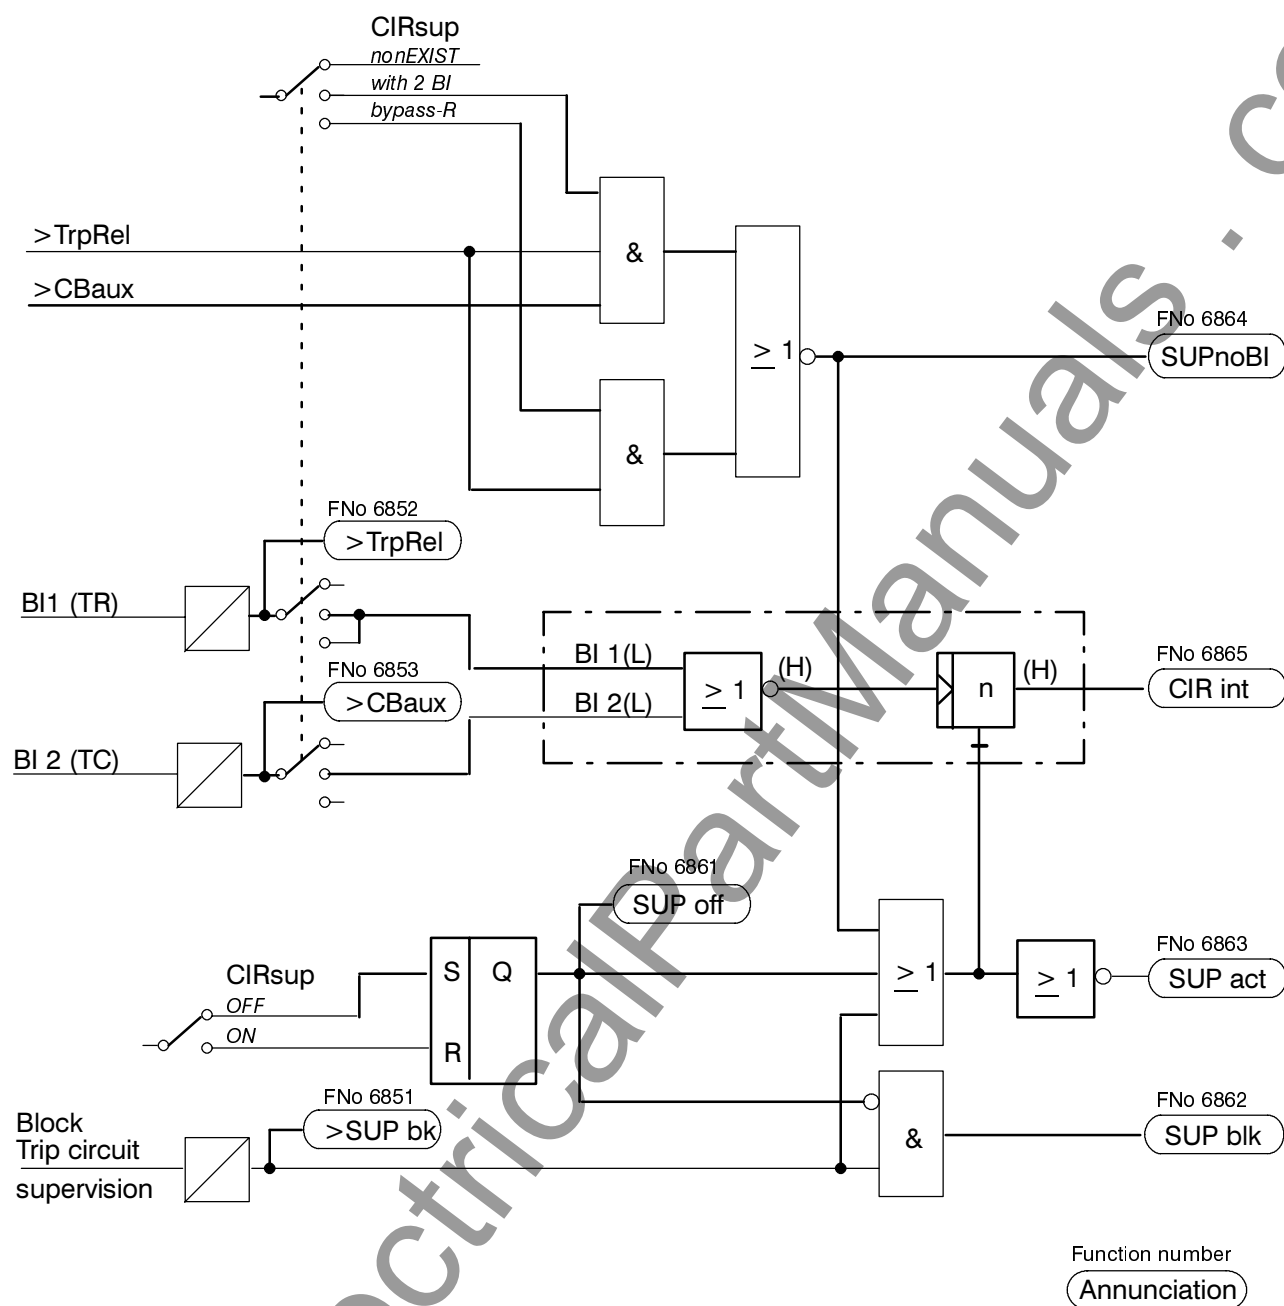 CIRsup
nonEXIST
with 2 BI
bypass-R
>TrpRel
&
>CBaux
FNo 6864
≥ 1
SUPnoBI
&
FNo 6852
>TrpRel
BI1 (TR)
BI 1(L)
(H)
FNo 6865
FNo 6853
≥ 1
n
(H)
CIR int
>CBaux
BI 2(L)
BI 2 (TC)
FNo 6861
SUP off
FNo 6863
CIRsup
S
Q
≥ 1
≥ 1
SUP act
OFF
ON
R
FNo 6851
FNo 6862
Block
>SUP bk
&
SUP blk
Trip circuit
supervision
Function number
Annunciation
ctricalPartManuals . c